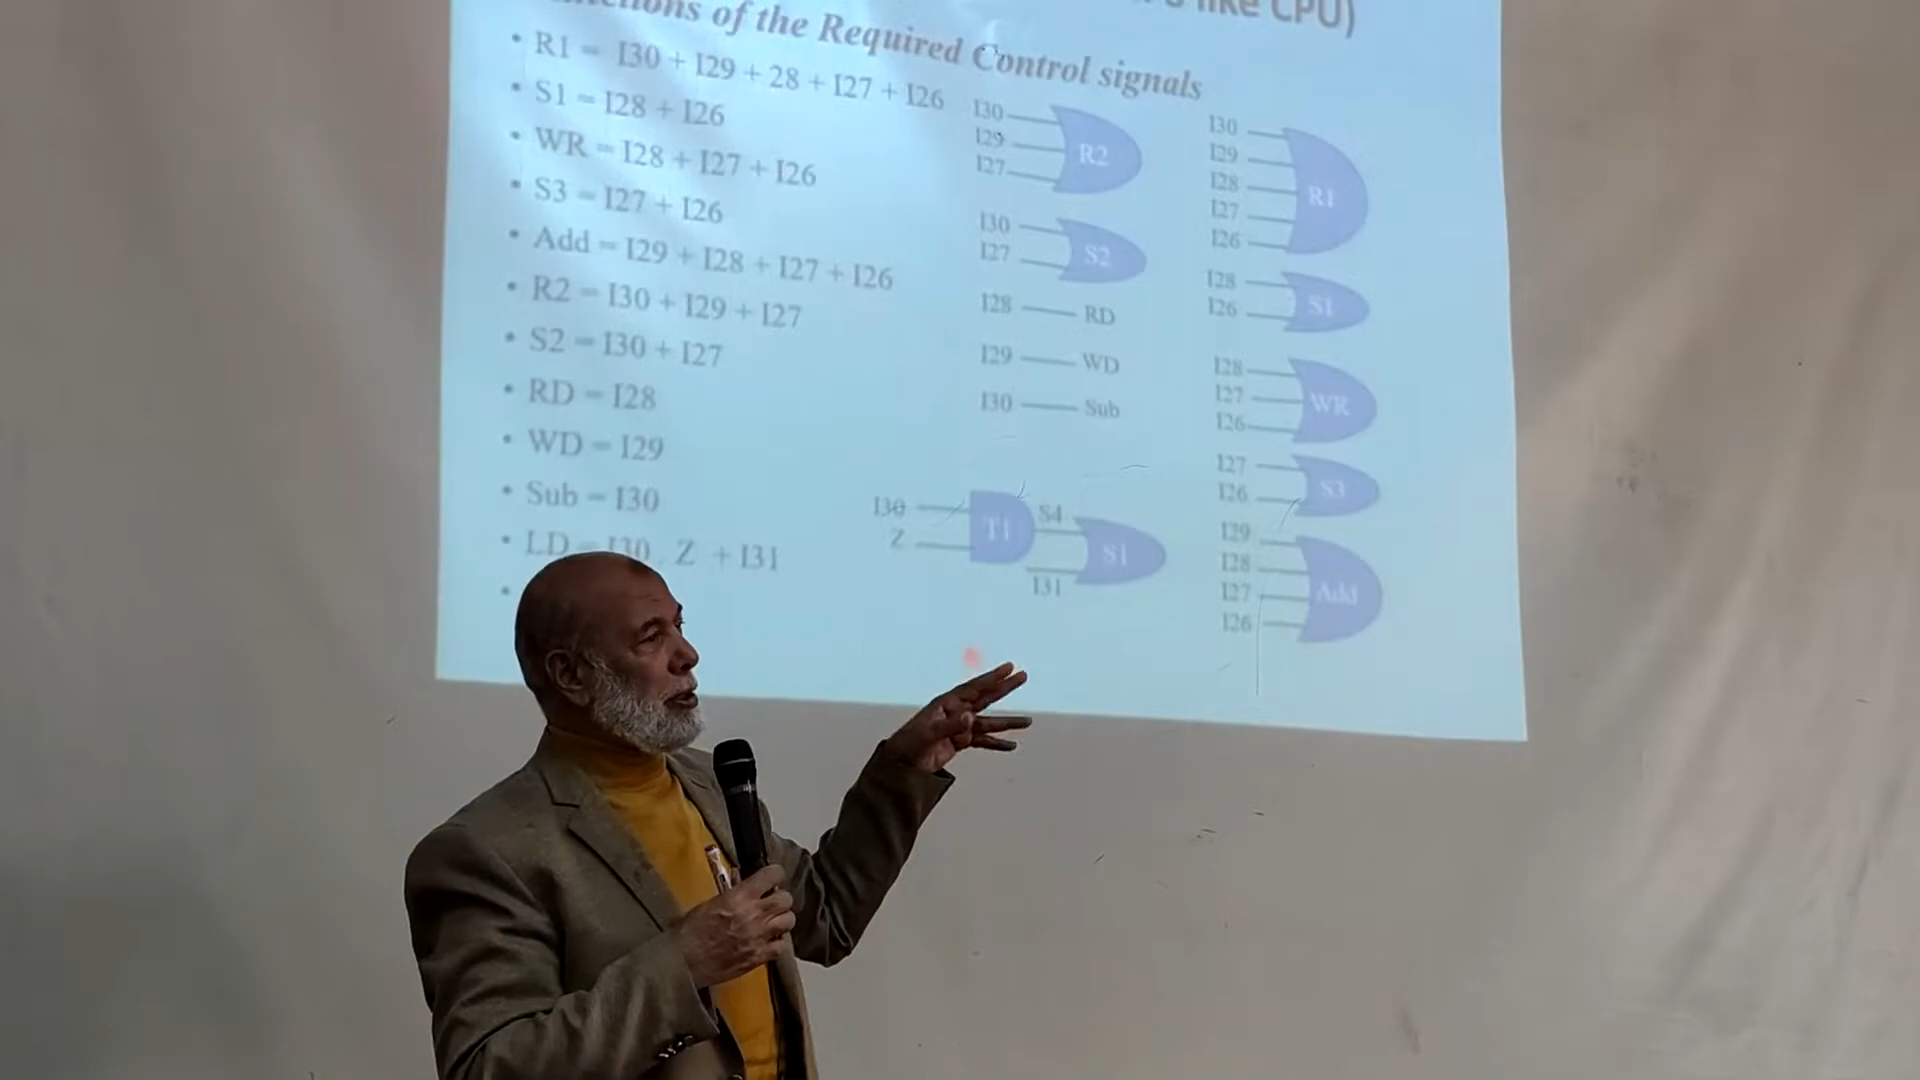 like CPU)
of the Required Control signals
• R1 = I30 + I29 + 28 + I27 + I26
• S1 = I28 + I26
• WR = I28 + I27 + I26
• S3 = I27 + I26
• Add = I29 + I28 + I27 + I26
• R2 = I30 + I29 + I27
• S2 = I30 + I27
• RD = I28
• WD = I29
• Sub = I30
• LD = I30 . Z + I31
I30
I29
I27
R2
I30
I27
S2
I28 RD
I29 WD
I30 Sub
I30
Z
T1
S4
I31
S1
I30
I29
I28
I27
I26
R1
I28
I26
S1
I28
I27
I26
WR
I27
I26
S3
I29
I28
I27
I26
Add